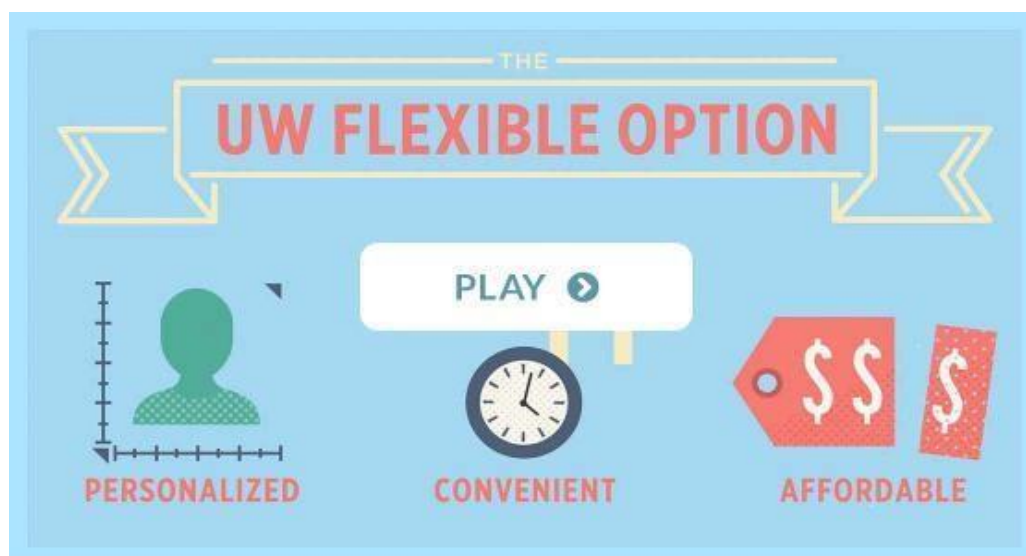 THE
UW FLEXIBLE OPTION
PLAY
$ $ $
PERSONALIZED CONVENIENT AFFORDABLE